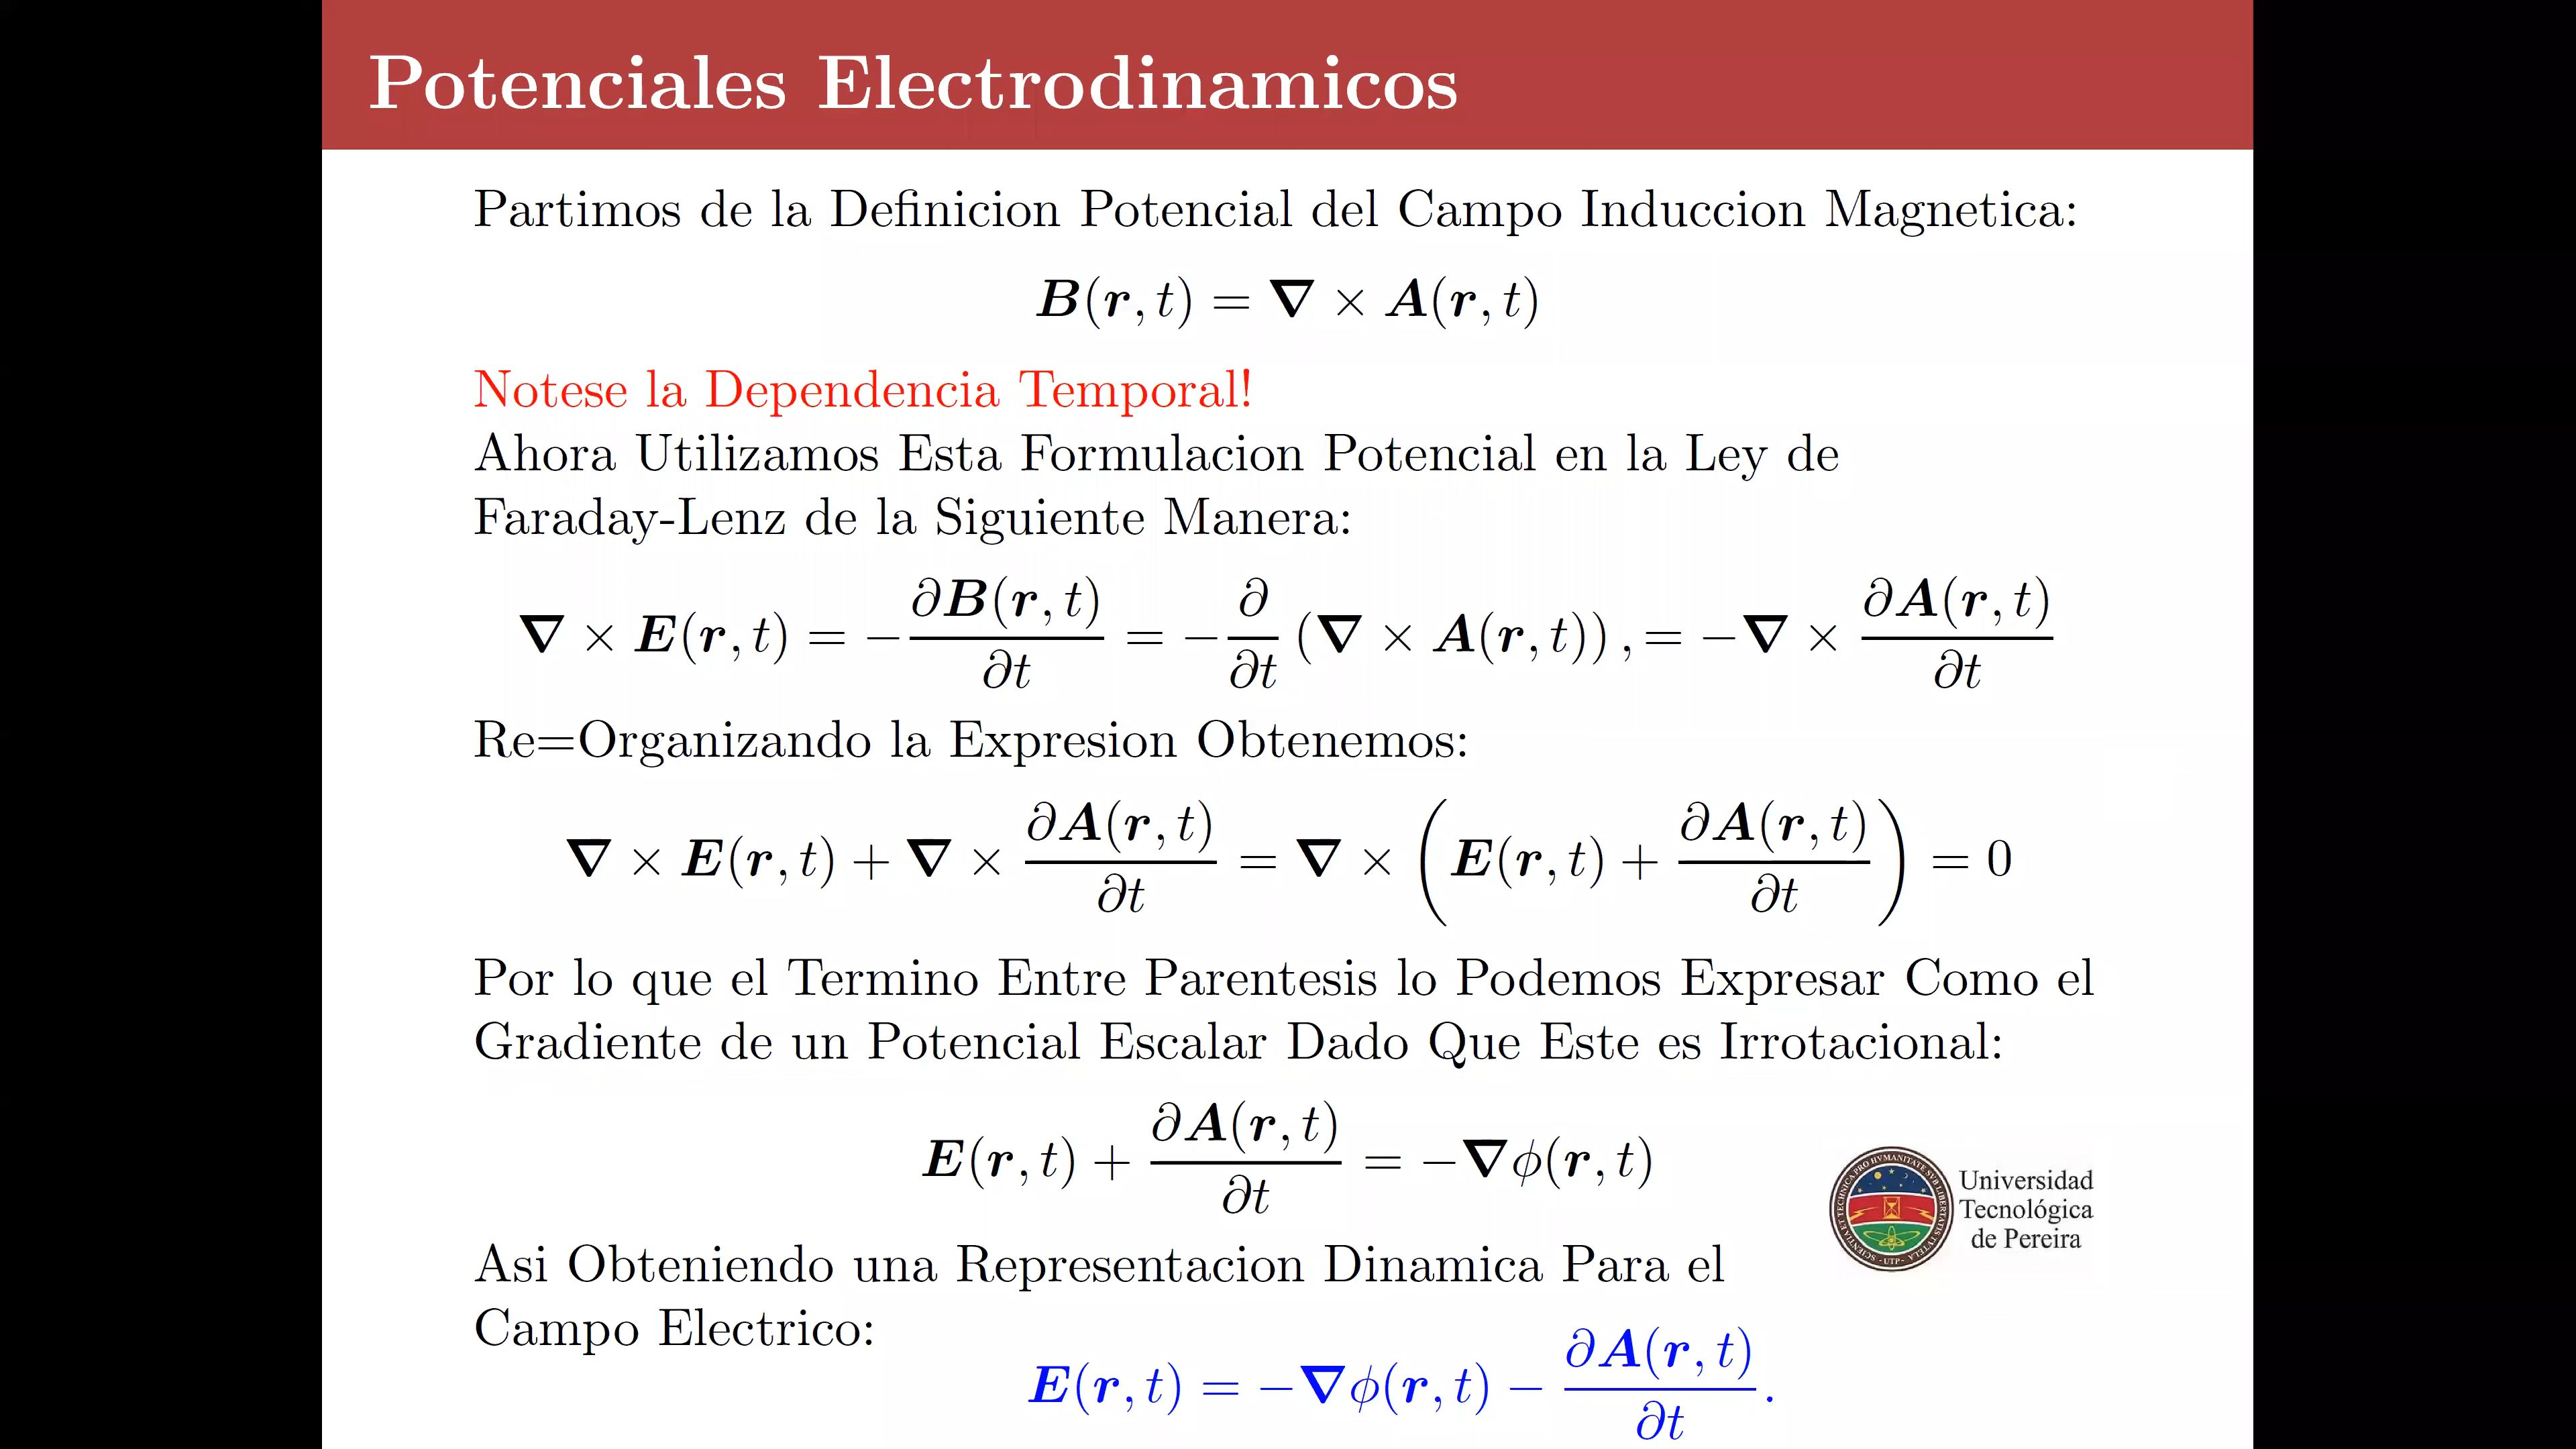 Potenciales Electrodinamicos
Partimos de la Definicion Potencial del Campo Induccion Magnetica:
B(r, t) = ∇ × A(r, t)
Notese la Dependencia Temporal!
Ahora Utilizamos Esta Formulacion Potencial en la Ley de
Faraday-Lenz de la Siguiente Manera:
∇ × E(r, t) = −∂B(r, t)/∂t = −∂/∂t (∇ × A(r, t)) , = −∇ × ∂A(r, t)/∂t
Re=Organizando la Expresion Obtenemos:
∇ × E(r, t) + ∇ × ∂A(r, t)/∂t = ∇ × (E(r, t) + ∂A(r, t)/∂t) = 0
Por lo que el Termino Entre Parentesis lo Podemos Expresar Como el
Gradiente de un Potencial Escalar Dado Que Este es Irrotacional:
E(r, t) + ∂A(r, t)/∂t = −∇ϕ(r, t)
Universidad
Tecnológica
de Pereira
Asi Obteniendo una Representacion Dinamica Para el
Campo Electrico:
E(r, t) = −∇ϕ(r, t) − ∂A(r, t)/∂t.